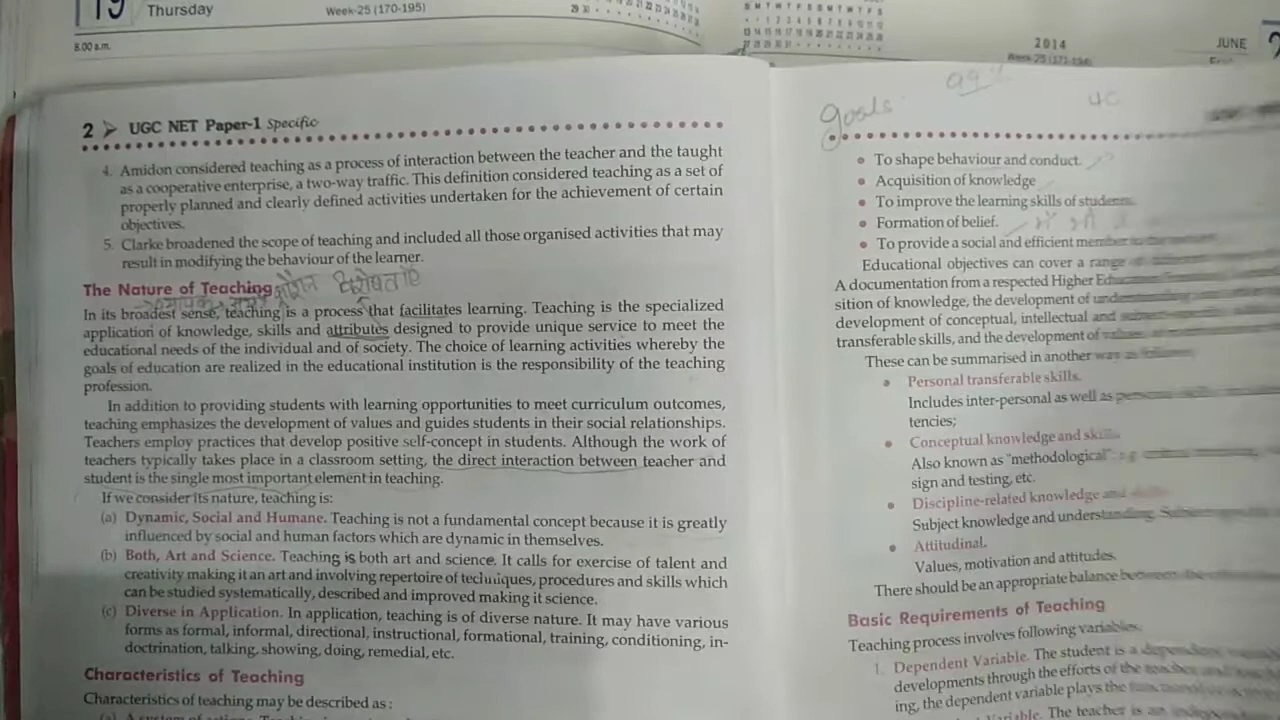 19 Thursday
Week-25 (170-195)
8.00 a.m.
2014
JUNE
2 UGC NET Paper-1 Specific
4. Amidon considered teaching as a process of interaction between the teacher and the taught
as a cooperative enterprise, a two-way traffic. This definition considered teaching as a set of
properly planned and clearly defined activities undertaken for the achievement of certain
objectives.
5. Clarke broadened the scope of teaching and included all those organised activities that may
result in modifying the behaviour of the learner.
The Nature of Teaching
विशेषताएं
In its broadest sense, teaching is a process that facilitates learning. Teaching is the specialized
application of knowledge, skills and attributes designed to provide unique service to meet the
educational needs of the individual and of society. The choice of learning activities whereby the
goals of education are realized in the educational institution is the responsibility of the teaching
profession.
In addition to providing students with learning opportunities to meet curriculum outcomes,
teaching emphasizes the development of values and guides students in their social relationships.
Teachers employ practices that develop positive self-concept in students. Although the work of
teachers typically takes place in a classroom setting, the direct interaction between teacher and
student is the single most important element in teaching.
If we consider its nature, teaching is:
(a) Dynamic, Social and Humane. Teaching is not a fundamental concept because it is greatly
influenced by social and human factors which are dynamic in themselves.
(b) Both, Art and Science. Teaching is both art and science. It calls for exercise of talent and
creativity making it an art and involving repertoire of techniques, procedures and skills which
can be studied systematically, described and improved making it science.
(c) Diverse in Application. In application, teaching is of diverse nature. It may have various
forms as formal, informal, directional, instructional, formational, training, conditioning, in-
doctrination, talking, showing, doing, remedial, etc.
Characteristics of Teaching
Characteristics of teaching may be described as :
goals
• To shape behaviour and conduct.
• Acquisition of knowledge
• To improve the learning skills of students.
• Formation of belief.
• To provide a social and efficient member
Educational objectives can cover a range
A documentation from a respected Higher
sition of knowledge, the development of
development of conceptual, intellectual and
transferable skills, and the development of
These can be summarised in another way as follows
• Personal transferable skills.
Includes inter-personal as well as
tencies;
• Conceptual knowledge and skills
Also known as "methodological"
sign and testing, etc.
• Discipline-related knowledge and skills
Subject knowledge and understanding.
• Attitudinal.
Values, motivation and attitudes.
There should be an appropriate balance between
Basic Requirements of Teaching
Teaching process involves following variables.
1. Dependent Variable. The student is a dependent
developments through the efforts of the teacher and
ing, the dependent variable plays the
Variable. The teacher is an